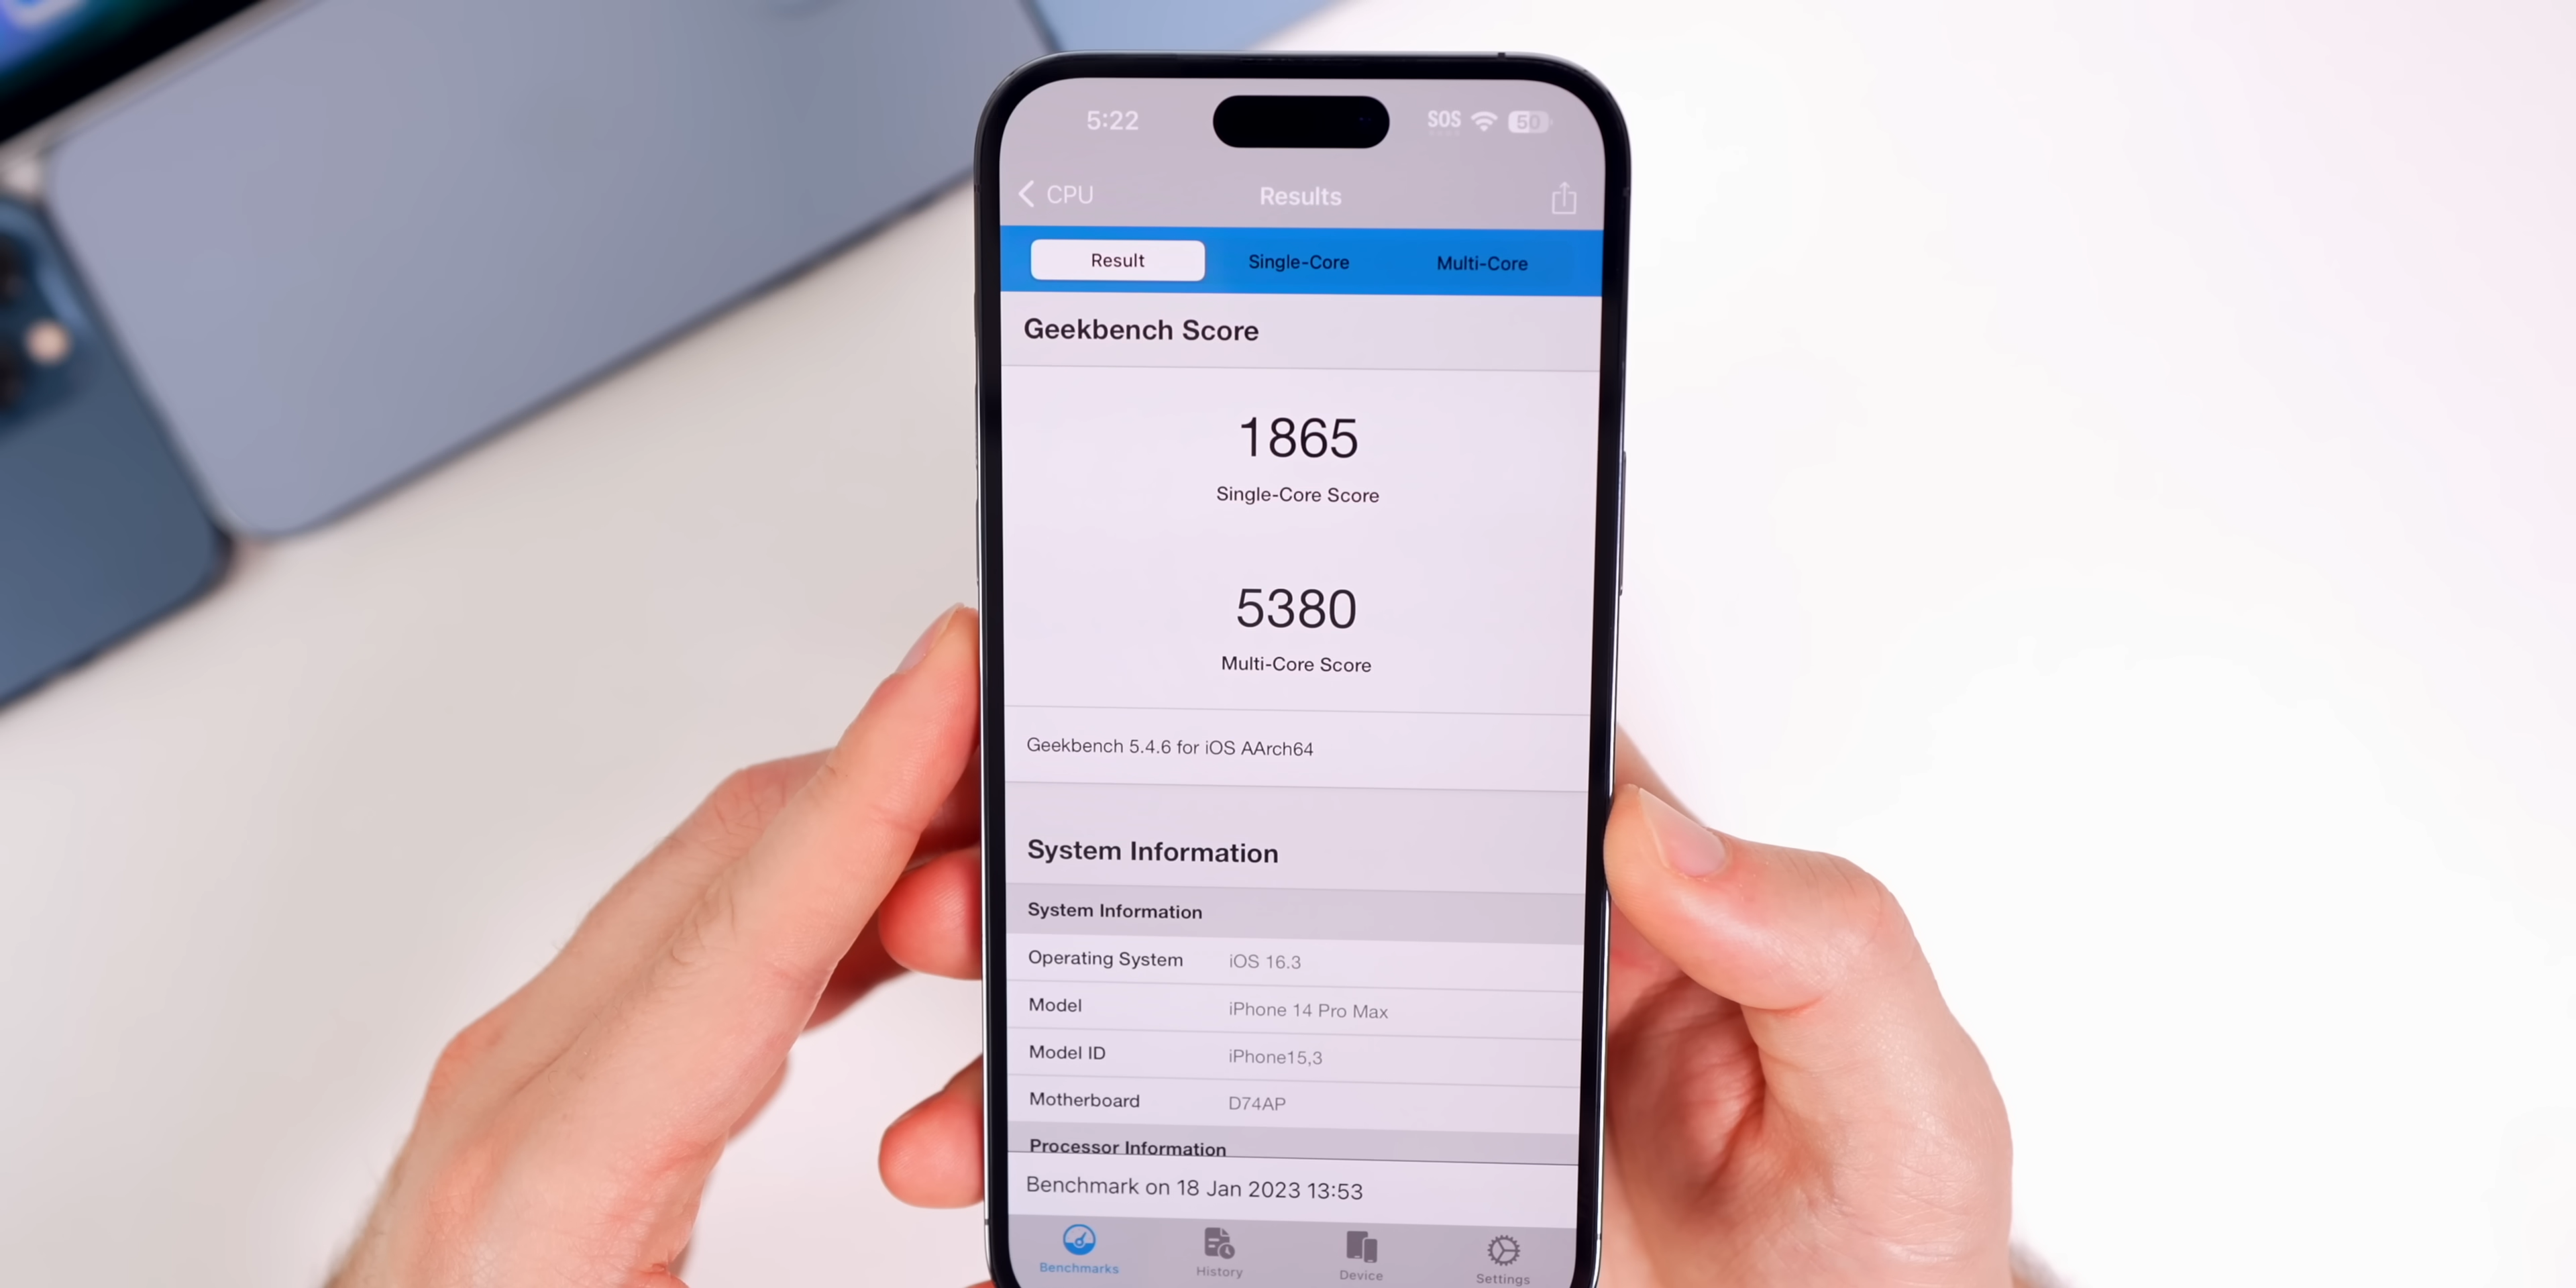 5:22 SOS 50
CPU Results
Result Single-Core Multi-Core
Geekbench Score
1865
Single-Core Score
5380
Multi-Core Score
Geekbench 5.4.6 for iOS AArch64
System Information
System Information
Operating System iOS 16.3
Model iPhone 14 Pro Max
Model ID iPhone15,3
Motherboard D74AP
Processor Information
Benchmark on 18 Jan 2023 13:53
Benchmarks History Device Settings